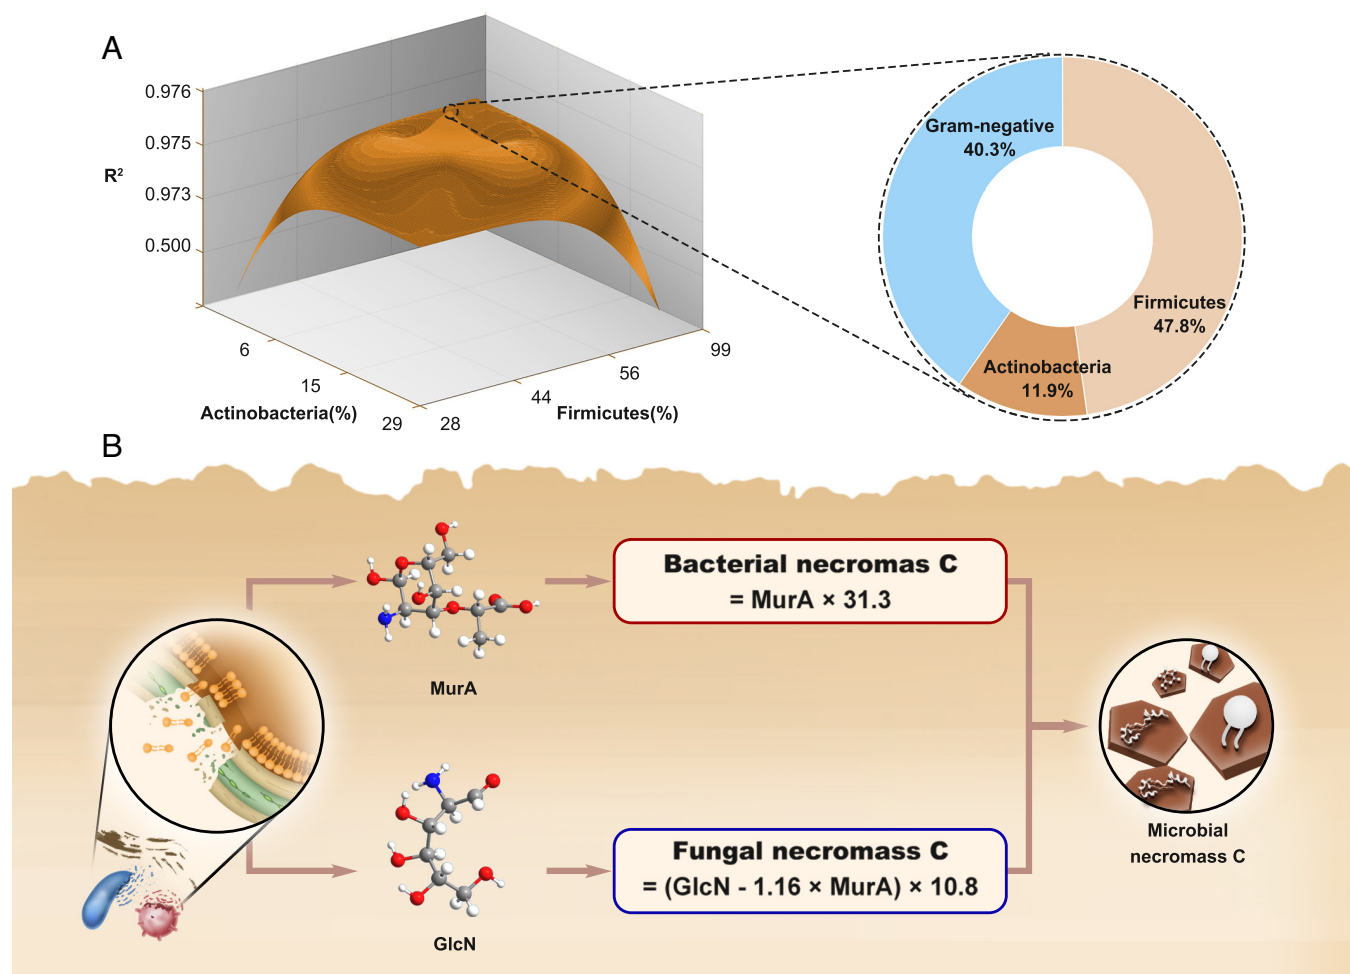 A
0.976
0.975
R²
0.973
0.500
6
15
29
Actinobacteria(%)
28
44
56
99
Firmicutes(%)
Gram-negative
40.3%
Firmicutes
47.8%
Actinobacteria
11.9%
B
MurA
Bacterial necromas C
= MurA × 31.3
GlcN
Fungal necromass C
= (GlcN - 1.16 × MurA) × 10.8
Microbial
necromass C